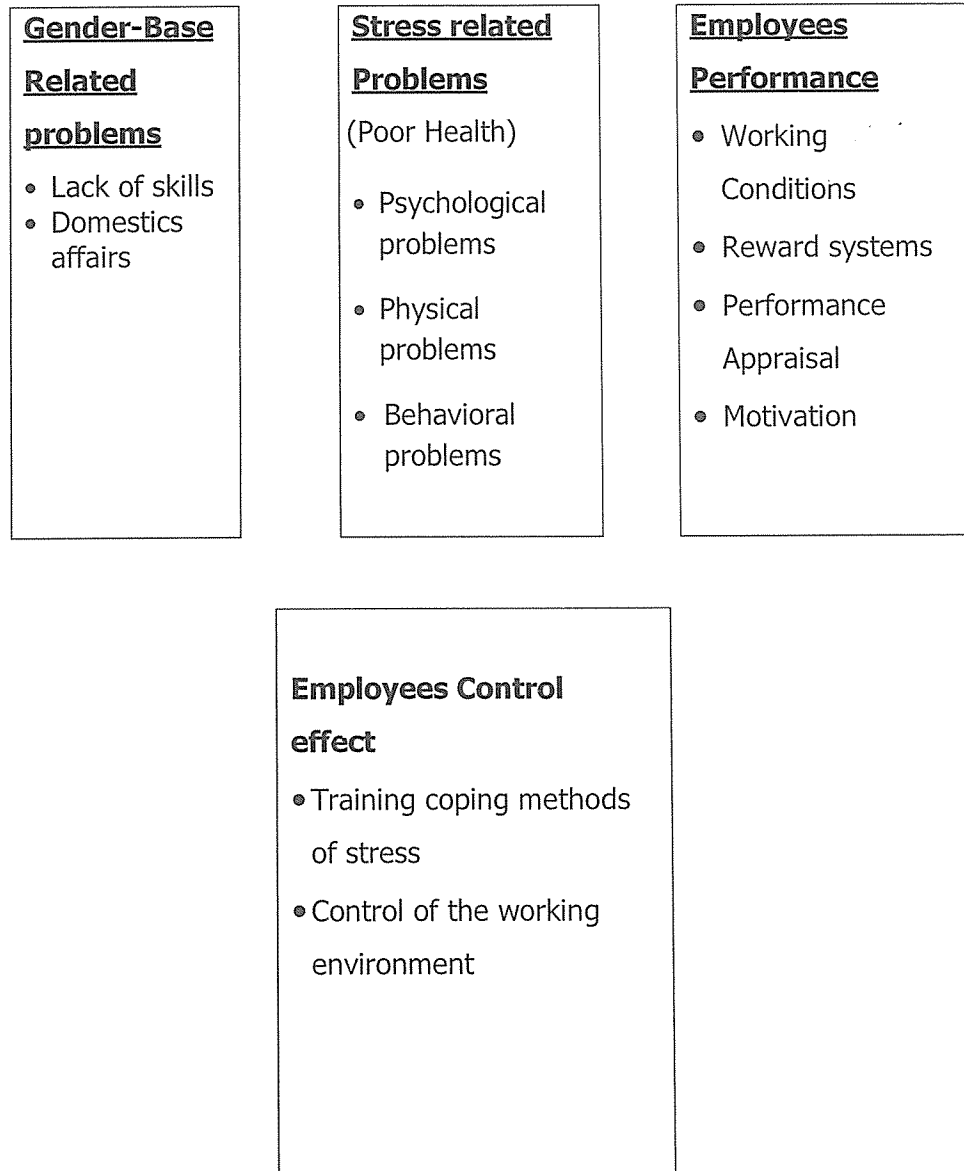 Gender-Base
Related
problems
• Lack of skills
• Domestics
affairs
Stress related
Problems
(Poor Health)
• Psychological
problems
• Physical
problems
• Behavioral
problems
Employees
Performance
• Working
Conditions
• Reward systems
• Performance
Appraisal
• Motivation
Employees Control
effect
• Training coping methods
of stress
• Control of the working
environment